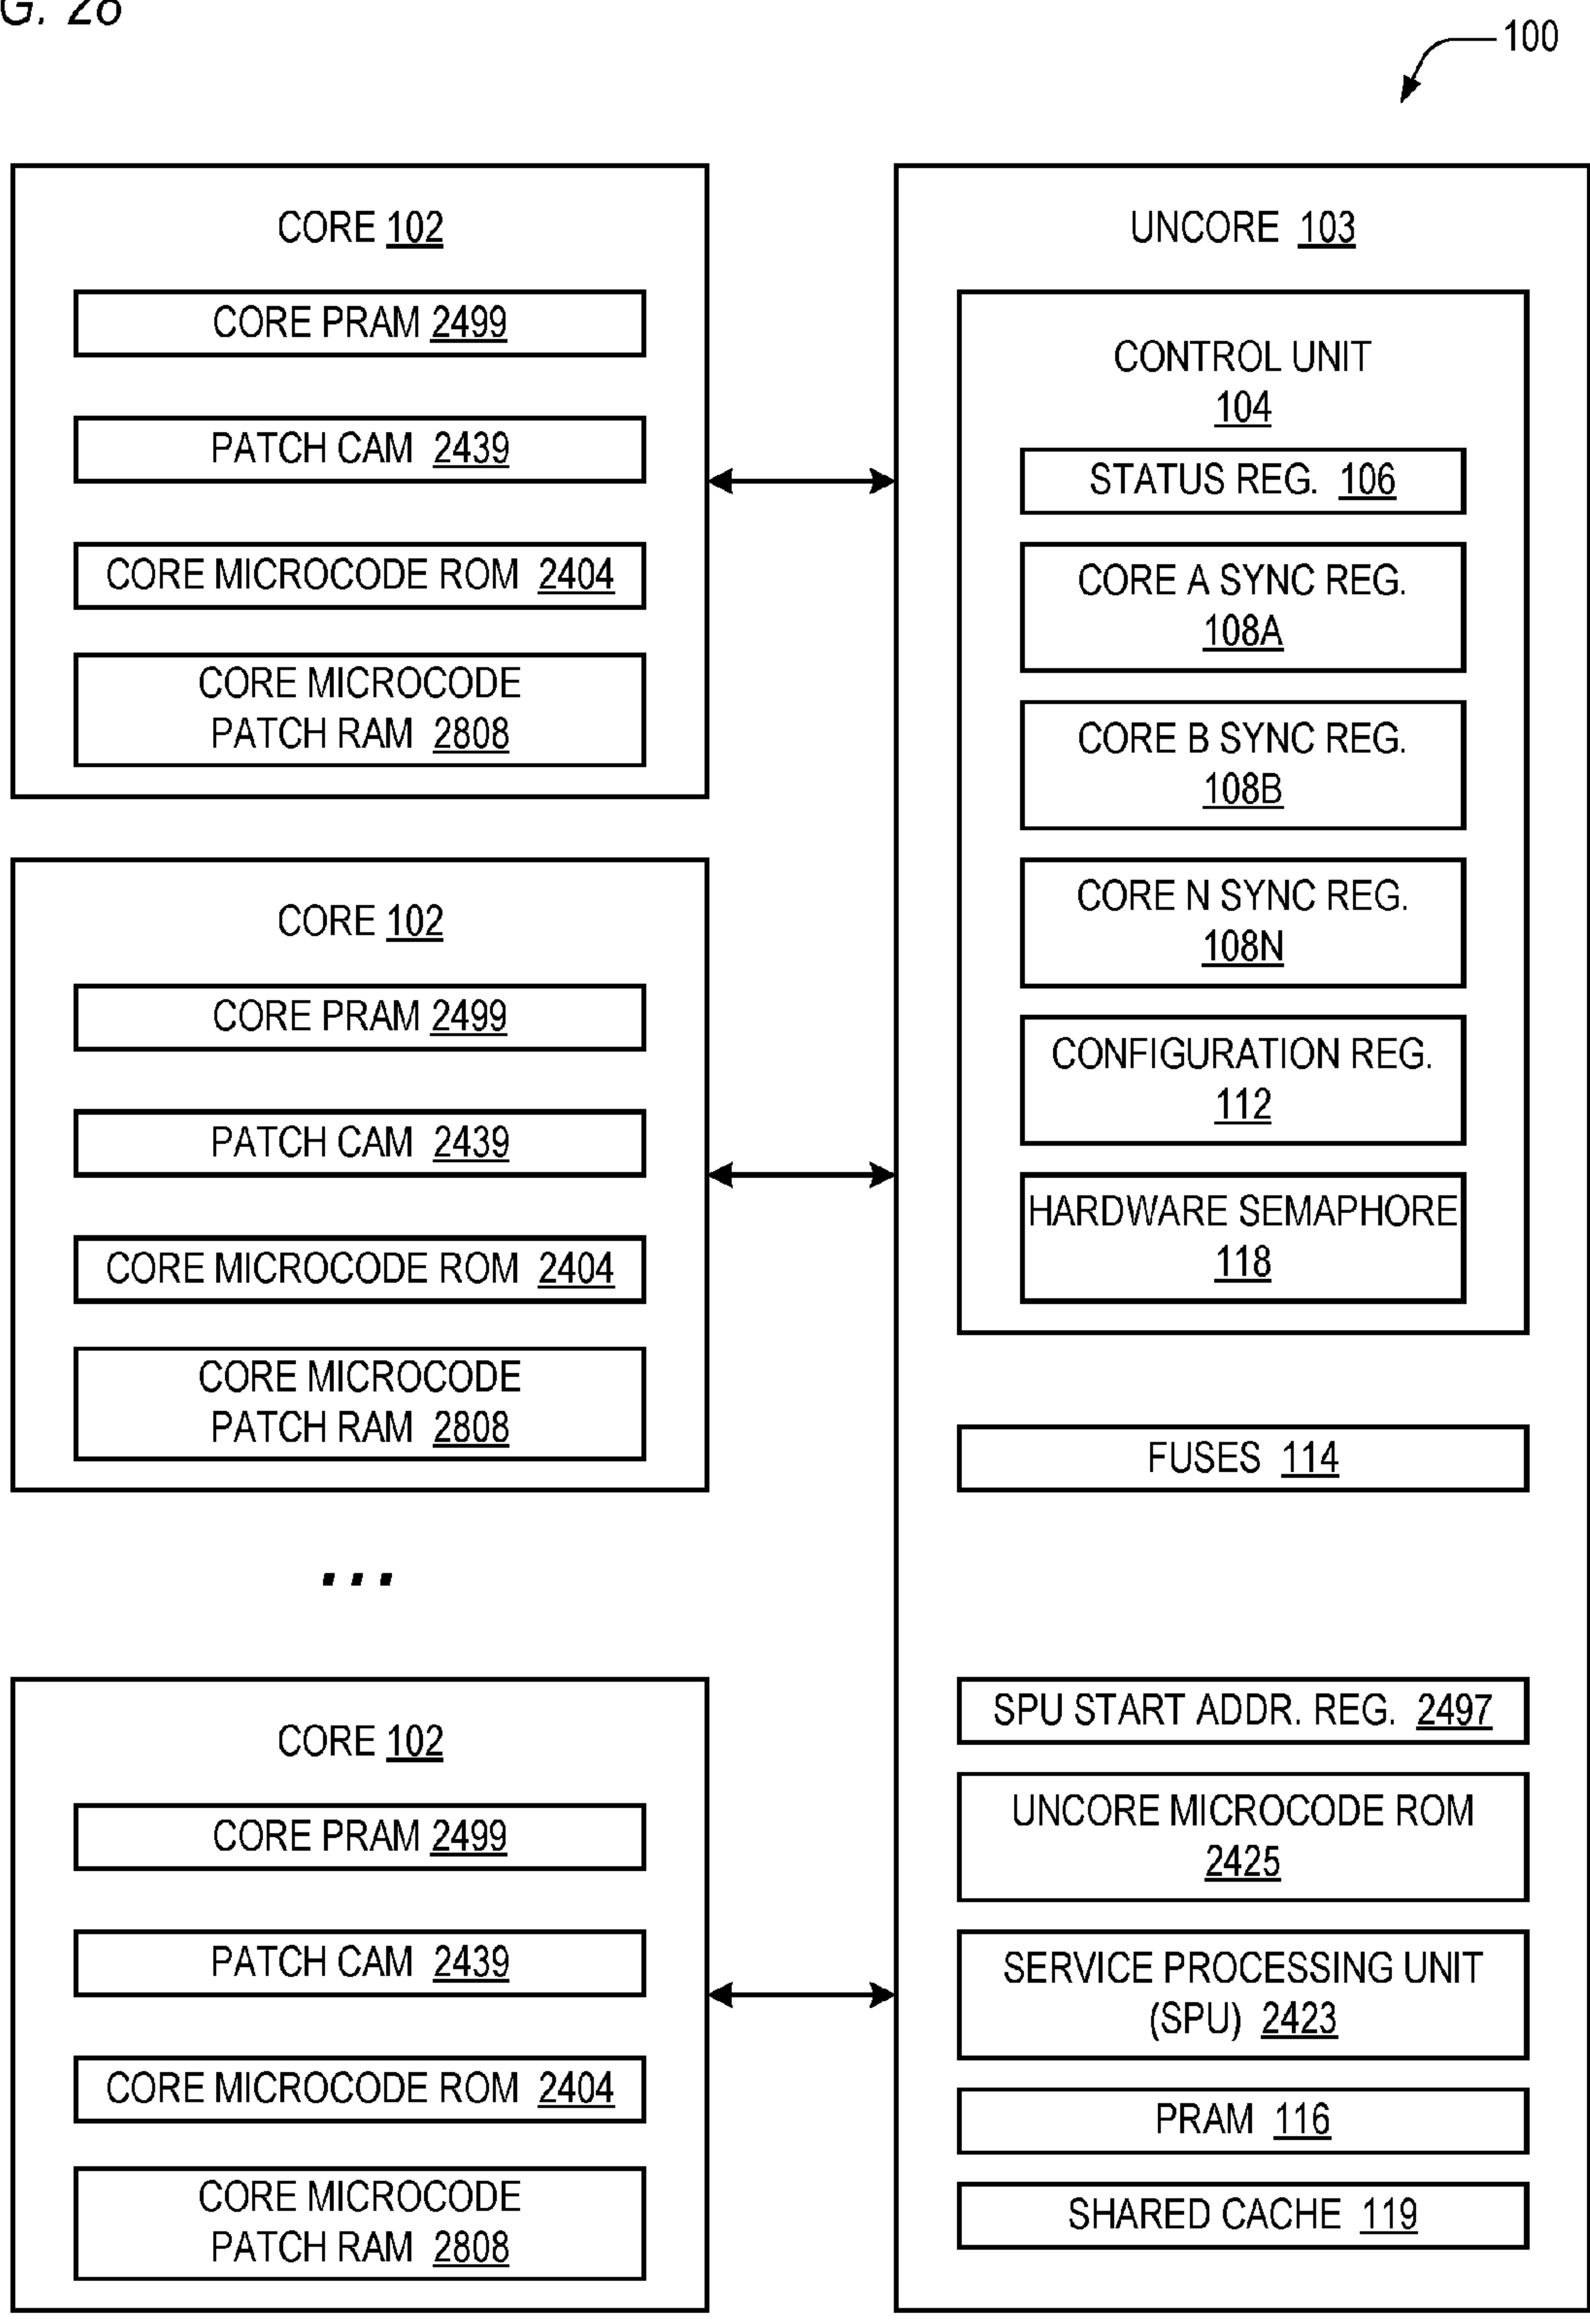 G. 28
100
CORE 102
CORE PRAM 2499
PATCH CAM 2439
CORE MICROCODE ROM 2404
CORE MICROCODE
PATCH RAM 2808
CORE 102
CORE PRAM 2499
PATCH CAM 2439
CORE MICROCODE ROM 2404
CORE MICROCODE
PATCH RAM 2808
...
CORE 102
CORE PRAM 2499
PATCH CAM 2439
CORE MICROCODE ROM 2404
CORE MICROCODE
PATCH RAM 2808
UNCORE 103
CONTROL UNIT
104
STATUS REG. 106
CORE A SYNC REG.
108A
CORE B SYNC REG.
108B
CORE N SYNC REG.
108N
CONFIGURATION REG.
112
HARDWARE SEMAPHORE
118
FUSES 114
SPU START ADDR. REG. 2497
UNCORE MICROCODE ROM
2425
SERVICE PROCESSING UNIT
(SPU) 2423
PRAM 116
SHARED CACHE 119